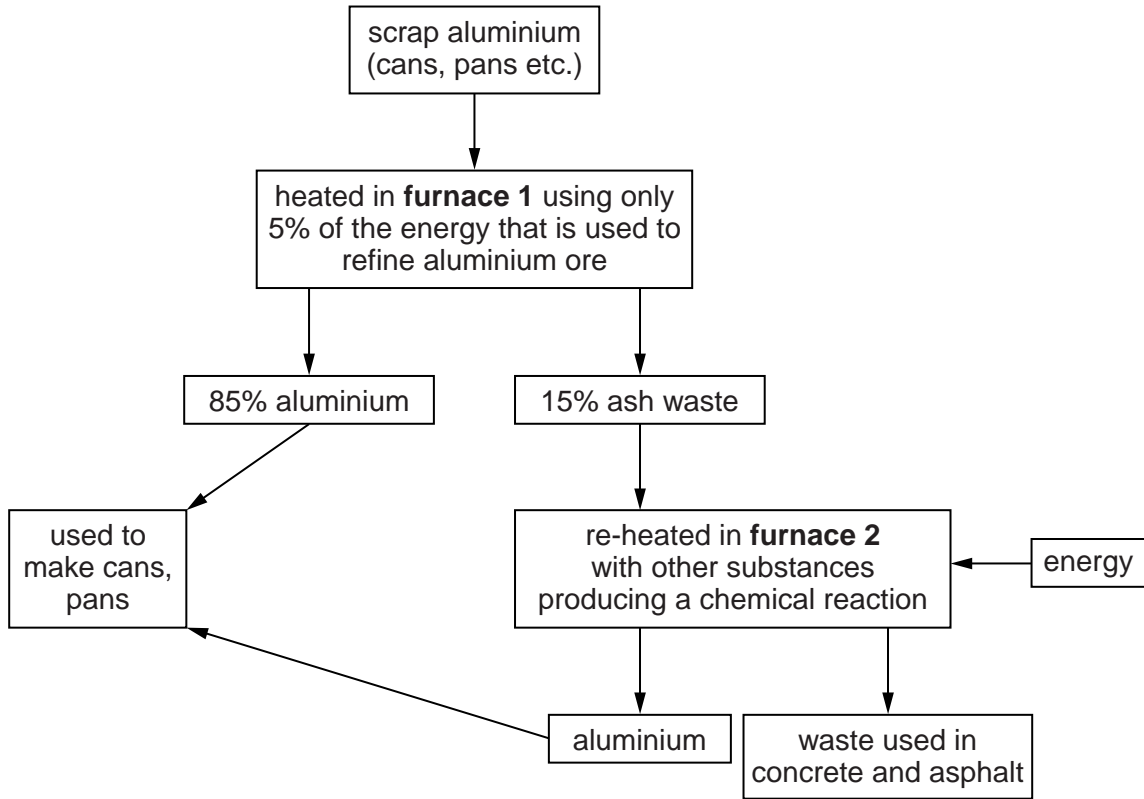 scrap aluminium
(cans, pans etc.)
heated in furnace 1 using only
5% of the energy that is used to
refine aluminium ore
85% aluminium
15% ash waste
used to
make cans,
pans
re-heated in furnace 2
with other substances
producing a chemical reaction
energy
aluminium
waste used in
concrete and asphalt